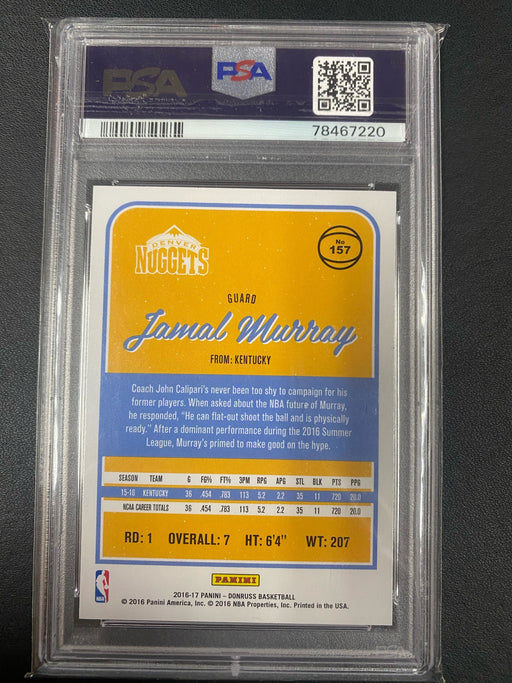 PSA
PSA
78467220
DENVER
NUGGETS
No
157
GUARD
Jamal Murray
FROM: KENTUCKY
Coach John Calipari's never been too shy to campaign for his
former players. When asked about the NBA future of Murray,
he responded, "He can flat-out shoot the ball and is physically
ready." After a dominant performance during the 2016 Summer
League, Murray's primed to make good on the hype.
SEASON TEAM G FG% FT% 3PM RPG APG STL BLK PTS PPG
15-16 KENTUCKY 36 .454 .783 113 5.2 2.2 35 11 720 20.0
NCAA CAREER TOTALS 36 .454 .783 113 5.2 2.2 35 11 720 20.0
RD: 1 OVERALL: 7 HT: 6'4" WT: 207
PANINI
NBA
2016-17 PANINI – DONRUSS BASKETBALL
© 2016 Panini America, Inc. © 2016 NBA Properties, Inc. Printed in the USA.
PSA